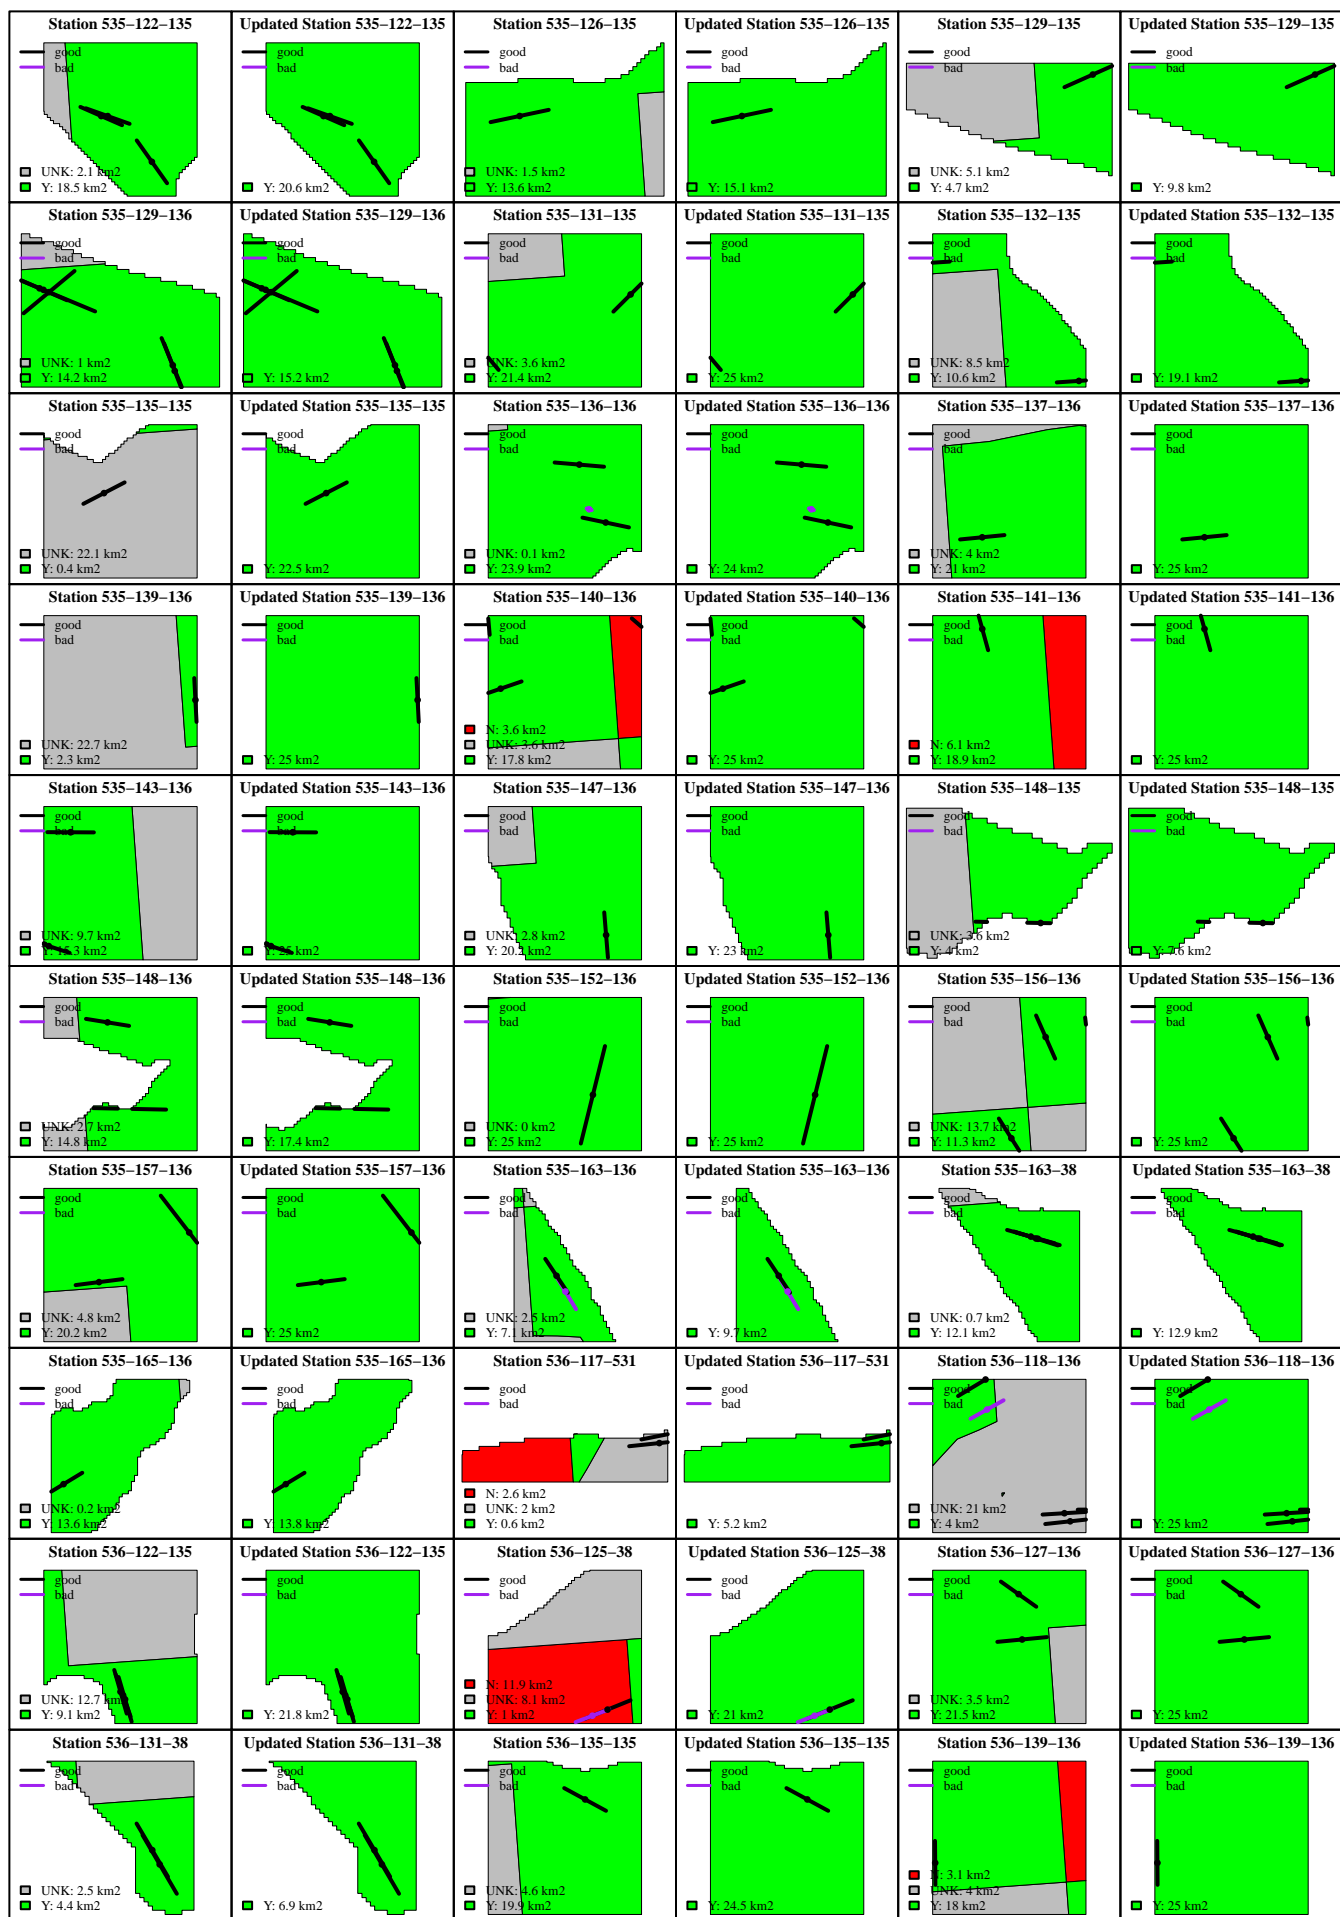 Station 535−122−135
good
bad
UNK: 2.1 km2
Y: 18.5 km2
Updated Station 535−122−135
good
bad
Y: 20.6 km2
Station 535−126−135
good
bad
UNK: 1.5 km2
Y: 13.6 km2
Updated Station 535−126−135
good
bad
Y: 15.1 km2
Station 535−129−135
good
bad
UNK: 5.1 km2
Y: 4.7 km2
Updated Station 535−129−135
good
bad
Y: 9.8 km2
Station 535−129−136
good
bad
UNK: 1 km2
Y: 14.2 km2
Updated Station 535−129−136
good
bad
Y: 15.2 km2
Station 535−131−135
good
bad
UNK: 3.6 km2
Y: 21.4 km2
Updated Station 535−131−135
good
bad
Y: 25 km2
Station 535−132−135
good
bad
UNK: 8.5 km2
Y: 10.6 km2
Updated Station 535−132−135
good
bad
Y: 19.1 km2
Station 535−135−135
good
bad
UNK: 22.1 km2
Y: 0.4 km2
Updated Station 535−135−135
good
bad
Y: 22.5 km2
Station 535−136−136
good
bad
UNK: 0.1 km2
Y: 23.9 km2
Updated Station 535−136−136
good
bad
Y: 24 km2
Station 535−137−136
good
bad
UNK: 4 km2
Y: 21 km2
Updated Station 535−137−136
good
bad
Y: 25 km2
Station 535−139−136
good
bad
UNK: 22.7 km2
Y: 2.3 km2
Updated Station 535−139−136
good
bad
Y: 25 km2
Station 535−140−136
good
bad
N: 3.6 km2
UNK: 3.6 km2
Y: 17.8 km2
Updated Station 535−140−136
good
bad
Y: 25 km2
Station 535−141−136
good
bad
N: 6.1 km2
Y: 18.9 km2
Updated Station 535−141−136
good
bad
Y: 25 km2
Station 535−143−136
good
bad
UNK: 9.7 km2
Y: 15.3 km2
Updated Station 535−143−136
good
bad
Y: 25 km2
Station 535−147−136
good
bad
UNK: 2.8 km2
Y: 20.2 km2
Updated Station 535−147−136
good
bad
Y: 23 km2
Station 535−148−135
good
bad
UNK: 3.6 km2
Y: 4 km2
Updated Station 535−148−135
good
bad
Y: 7.6 km2
Station 535−148−136
good
bad
UNK: 2.7 km2
Y: 14.8 km2
Updated Station 535−148−136
good
bad
Y: 17.4 km2
Station 535−152−136
good
bad
UNK: 0 km2
Y: 25 km2
Updated Station 535−152−136
good
bad
Y: 25 km2
Station 535−156−136
good
bad
UNK: 13.7 km2
Y: 11.3 km2
Updated Station 535−156−136
good
bad
Y: 25 km2
Station 535−157−136
good
bad
UNK: 4.8 km2
Y: 20.2 km2
Updated Station 535−157−136
good
bad
Y: 25 km2
Station 535−163−136
good
bad
UNK: 2.5 km2
Y: 7.1 km2
Updated Station 535−163−136
good
bad
Y: 9.7 km2
Station 535−163−38
good
bad
UNK: 0.7 km2
Y: 12.1 km2
Updated Station 535−163−38
good
bad
Y: 12.9 km2
Station 535−165−136
good
bad
UNK: 0.2 km2
Y: 13.6 km2
Updated Station 535−165−136
good
bad
Y: 13.8 km2
Station 536−117−531
good
bad
N: 2.6 km2
UNK: 2 km2
Y: 0.6 km2
Updated Station 536−117−531
good
bad
Y: 5.2 km2
Station 536−118−136
good
bad
UNK: 21 km2
Y: 4 km2
Updated Station 536−118−136
good
bad
Y: 25 km2
Station 536−122−135
good
bad
UNK: 12.7 km2
Y: 9.1 km2
Updated Station 536−122−135
good
bad
Y: 21.8 km2
Station 536−125−38
good
bad
N: 11.9 km2
UNK: 8.1 km2
Y: 1 km2
Updated Station 536−125−38
good
bad
Y: 21 km2
Station 536−127−136
good
bad
UNK: 3.5 km2
Y: 21.5 km2
Updated Station 536−127−136
good
bad
Y: 25 km2
Station 536−131−38
good
bad
UNK: 2.5 km2
Y: 4.4 km2
Updated Station 536−131−38
good
bad
Y: 6.9 km2
Station 536−135−135
good
bad
UNK: 4.6 km2
Y: 19.9 km2
Updated Station 536−135−135
good
bad
Y: 24.5 km2
Station 536−139−136
good
bad
N: 3.1 km2
UNK: 4 km2
Y: 18 km2
Updated Station 536−139−136
good
bad
Y: 25 km2